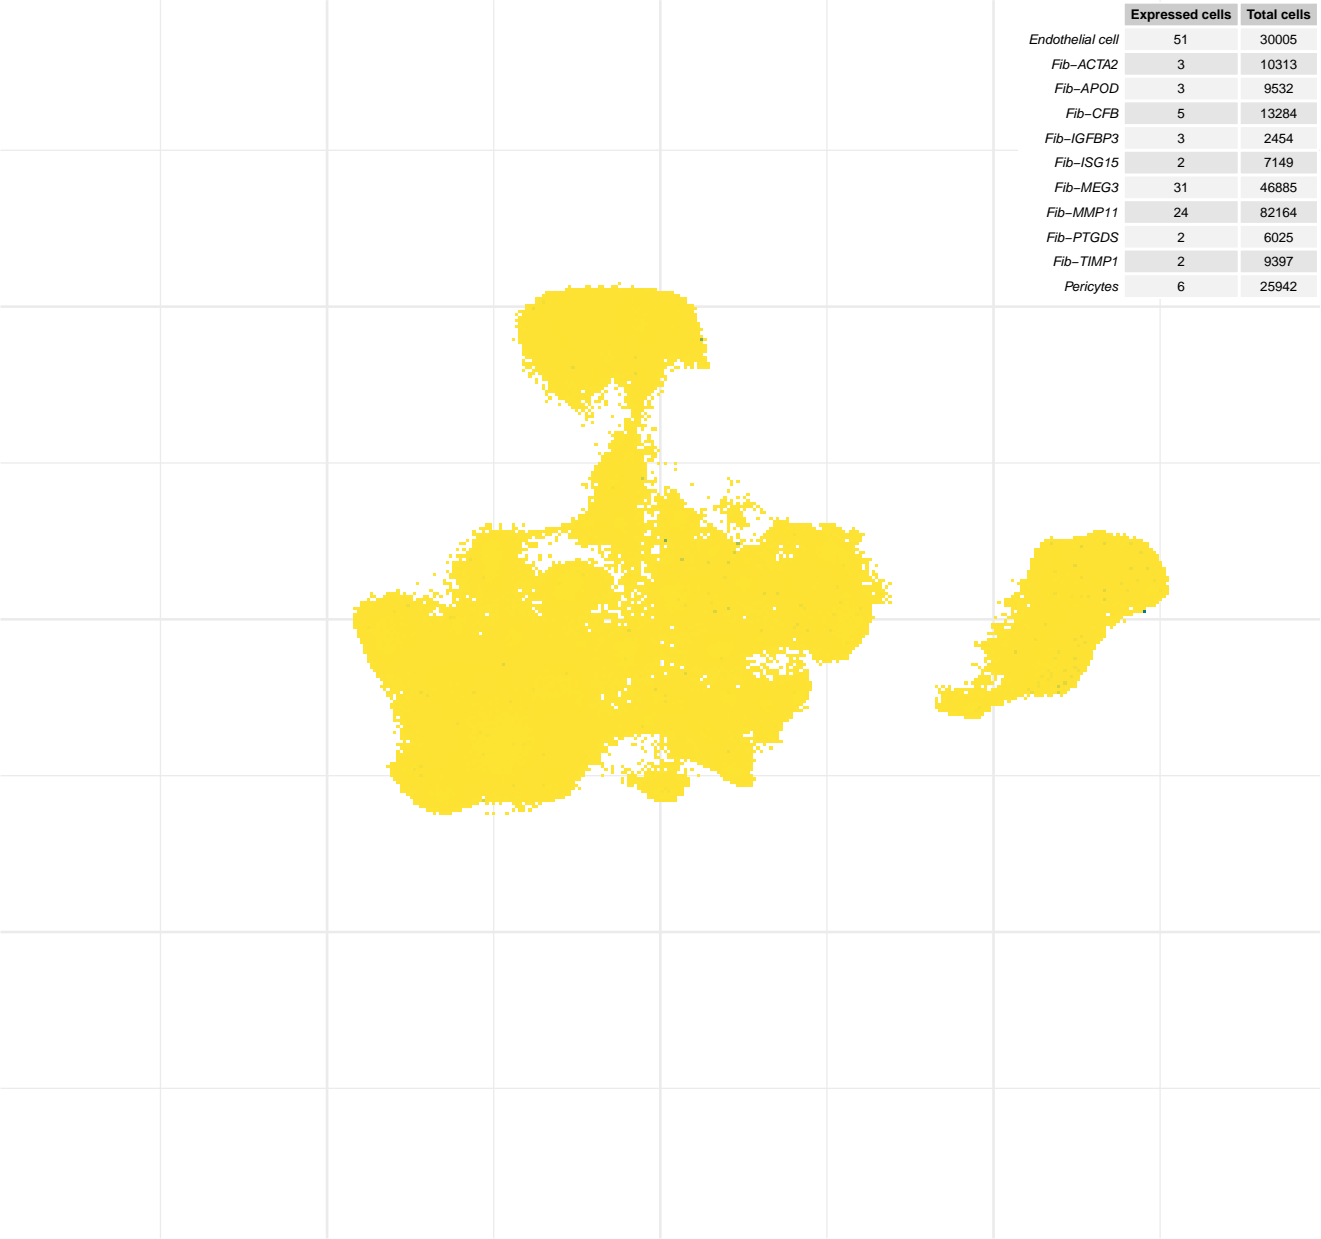 Expressed cells Total cells
Endothelial cell 51 30005
Fib−ACTA2 3 10313
Fib−APOD 3 9532
Fib−CFB 5 13284
Fib−IGFBP3 3 2454
Fib−ISG15 2 7149
Fib−MEG3 31 46885
Fib−MMP11 24 82164
Fib−PTGDS 2 6025
Fib−TIMP1 2 9397
Pericytes 6 25942